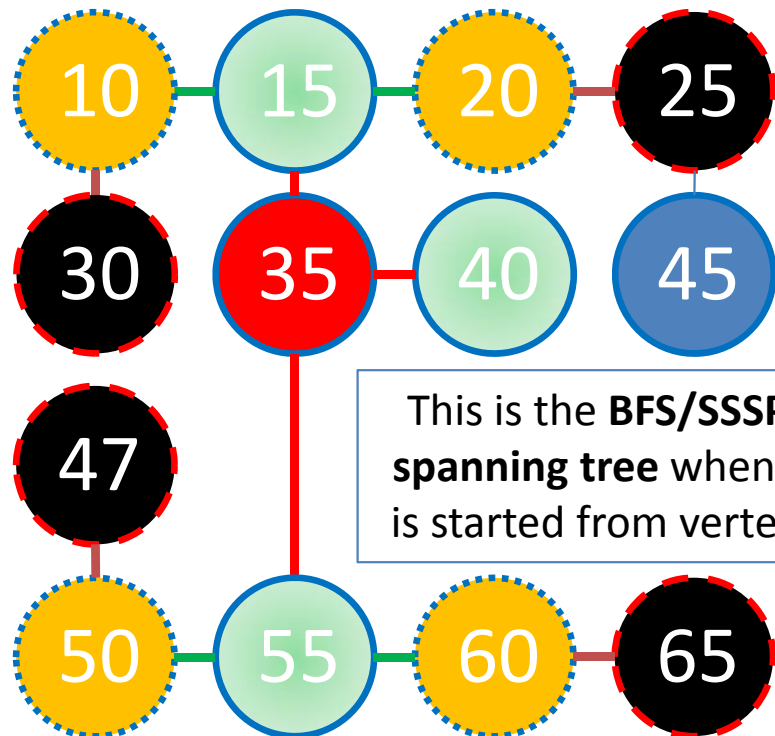 10 15 20 25
30 35 40 45
This is the BFS/SSSP
47
spanning tree when
is started from verte
50 55 60 65